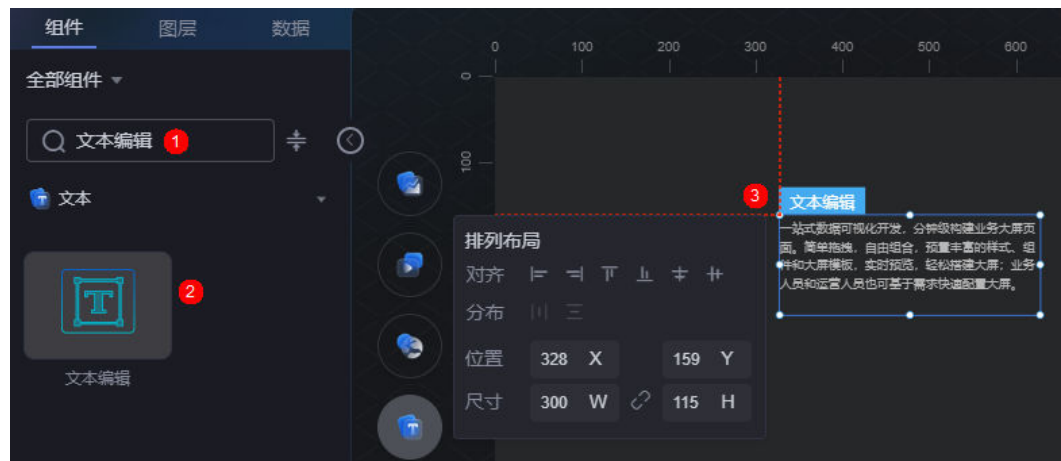 组件 图层 数据
全部组件
文本编辑 1
文本
2
文本编辑
0 100 200 300 400 500 600
0
100
3
文本编辑
一站式数据可视化开发，分钟级构建业务大屏页
面。简单拖拽，自由组合，预置丰富的样式、组
件和大屏模板，实时预览，轻松搭建大屏；业务
人员和运营人员也可基于需求快速配置大屏。
排列布局
对齐
分布
位置 328 X 159 Y
尺寸 300 W 115 H